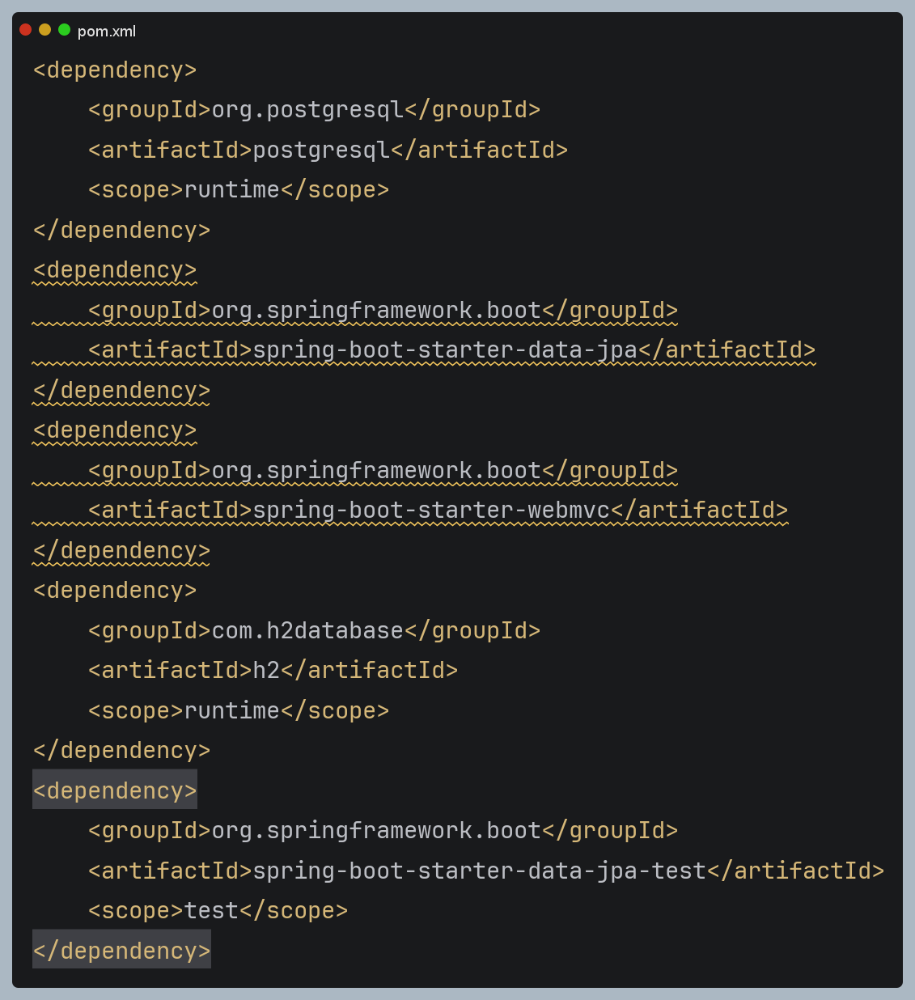 pom.xml
<dependency>
    <groupId>org.postgresql</groupId>
    <artifactId>postgresql</artifactId>
    <scope>runtime</scope>
</dependency>
<dependency>
    <groupId>org.springframework.boot</groupId>
    <artifactId>spring-boot-starter-data-jpa</artifactId>
</dependency>
<dependency>
    <groupId>org.springframework.boot</groupId>
    <artifactId>spring-boot-starter-webmvc</artifactId>
</dependency>
<dependency>
    <groupId>com.h2database</groupId>
    <artifactId>h2</artifactId>
    <scope>runtime</scope>
</dependency>
<dependency>
    <groupId>org.springframework.boot</groupId>
    <artifactId>spring-boot-starter-data-jpa-test</artifactId>
    <scope>test</scope>
</dependency>